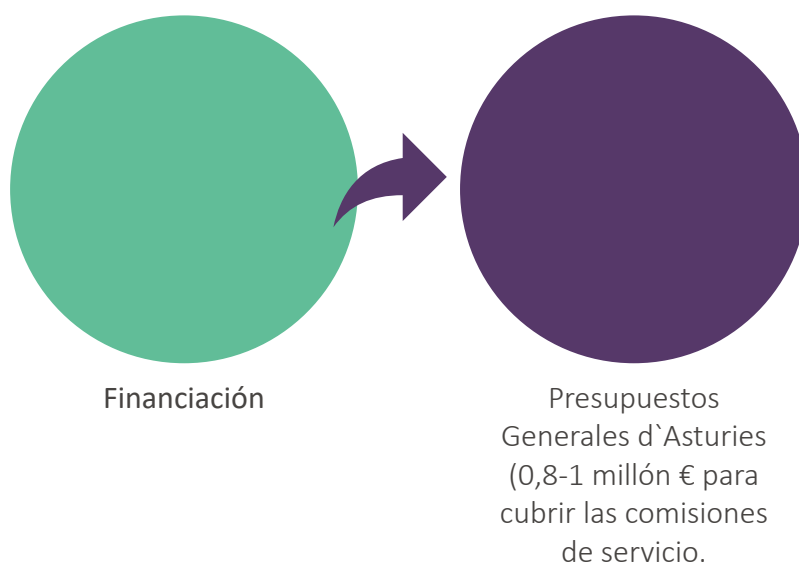 Financiación
Presupuestos
Generales d`Asturies
(0,8-1 millón € para
cubrir las comisiones
de servicio.